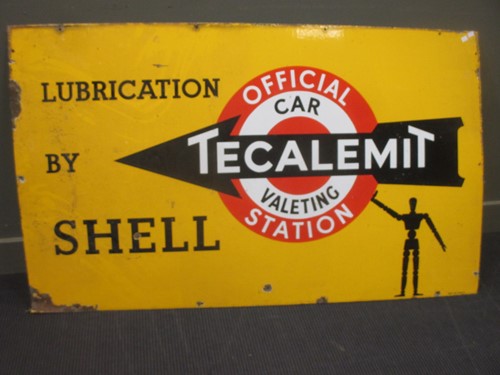 LUBRICATION
BY
SHELL
OFFICIAL
CAR
TECALEMIT
VALETING
STATION